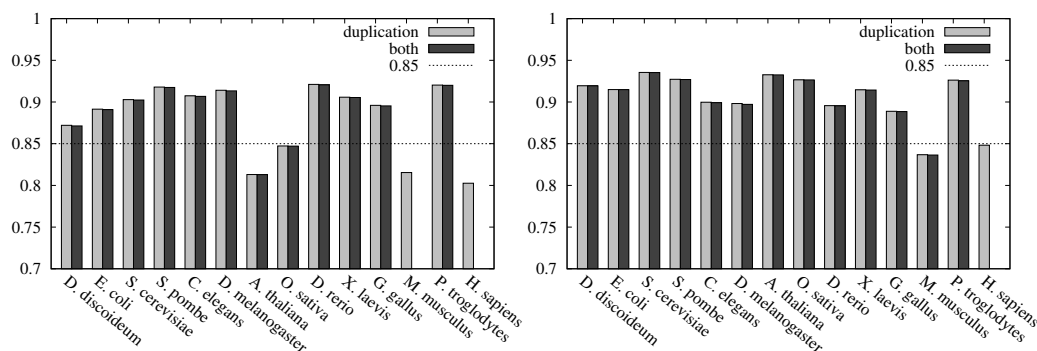 1
0.95
0.9
0.85
0.8
0.75
0.7
duplication
both
0.85
D. discoideum
E. coli
S. cerevisiae
S. pombe
C. elegans
D. melanogaster
A. thaliana
O. sativa
D. rerio
X. laevis
G. gallus
M. musculus
P. troglodytes
H. sapiens
1
0.95
0.9
0.85
0.8
0.75
0.7
duplication
both
0.85
D. discoideum
E. coli
S. cerevisiae
S. pombe
C. elegans
D. melanogaster
A. thaliana
O. sativa
D. rerio
X. laevis
G. gallus
M. musculus
P. troglodytes
H. sapiens